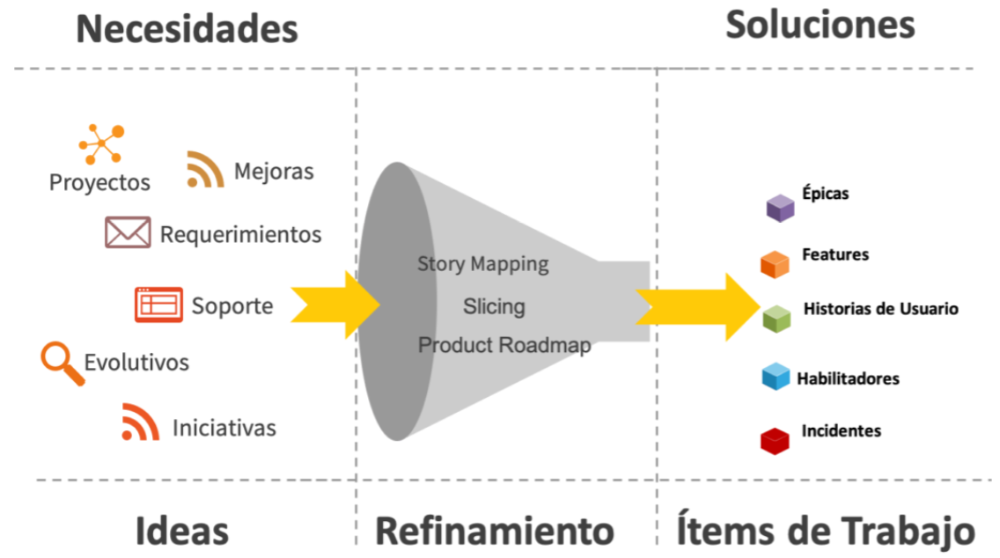 Necesidades
Soluciones
Proyectos
Mejoras
Requerimientos
Soporte
Evolutivos
Iniciativas
Story Mapping
Slicing
Product Roadmap
Épicas
Features
Historias de Usuario
Habilitadores
Incidentes
Ideas
Refinamiento
Ítems de Trabajo